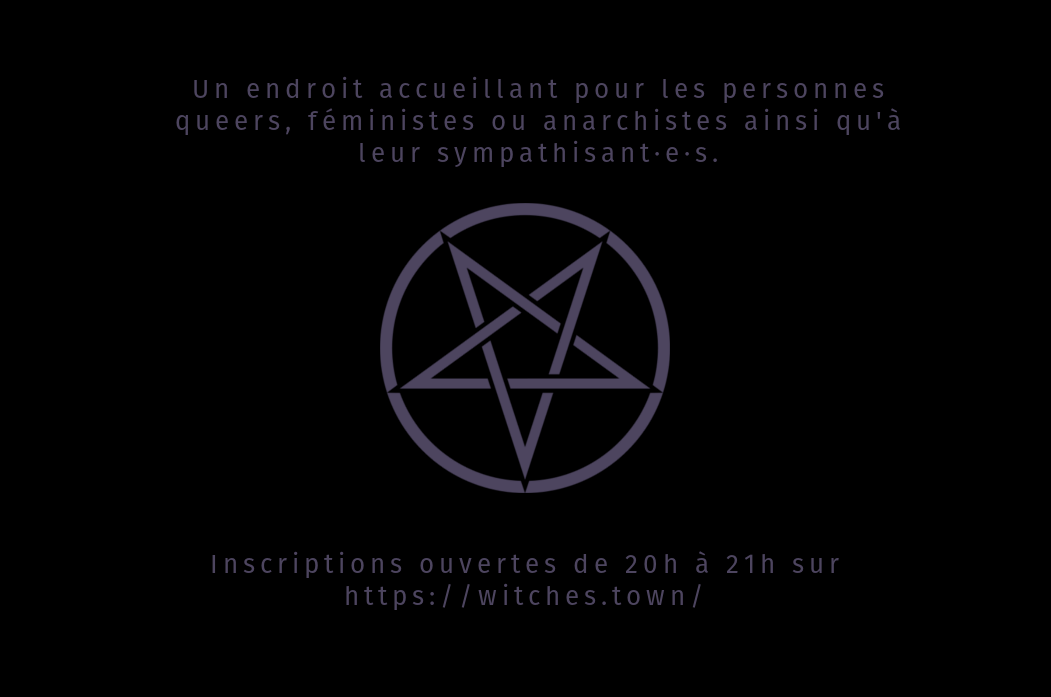 Un endroit accueillant pour les personnes
queers, féministes ou anarchistes ainsi qu'à
leur sympathisant·e·s.
Inscriptions ouvertes de 20h à 21h sur
https://witches.town/